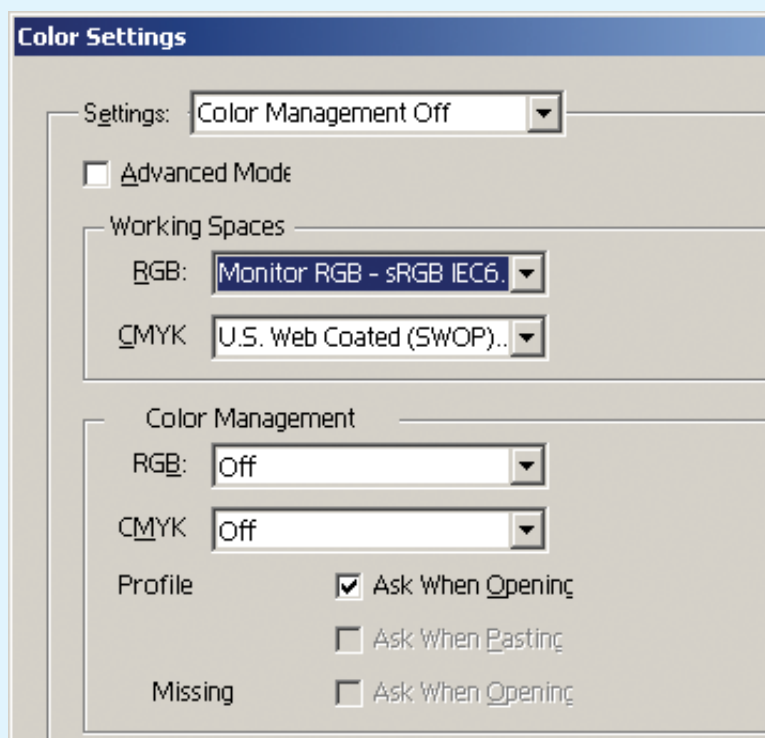 Color Settings
Settings: Color Management Off
Advanced Mode
Working Spaces
RGB: Monitor RGB - sRGB IEC6.
CMYK U.S. Web Coated (SWOP)..
Color Management
RGB: Off
CMYK Off
Profile Ask When Opening
Ask When Pasting
Missing Ask When Opening